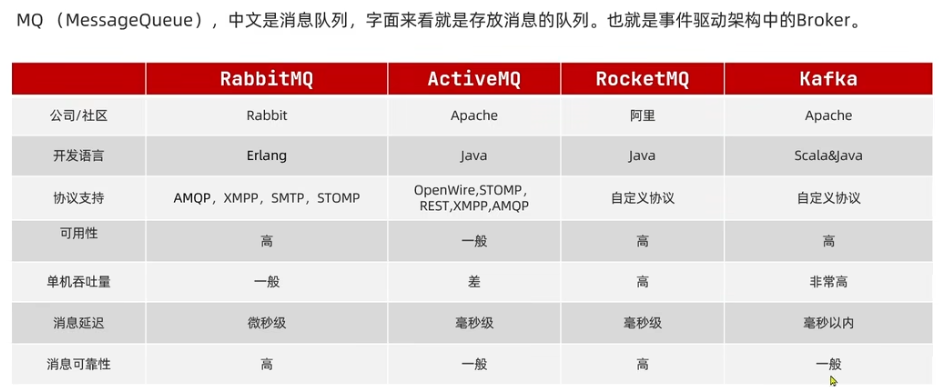 MQ（MessageQueue），中文是消息队列，字面来看就是存放消息的队列。也就是事件驱动架构中的Broker。
RabbitMQ ActiveMQ RocketMQ Kafka
公司/社区 Rabbit Apache 阿里 Apache
开发语言 Erlang Java Java Scala&Java
协议支持 AMQP，XMPP，SMTP，STOMP OpenWire,STOMP，
REST,XMPP,AMQP 自定义协议 自定义协议
可用性 高 一般 高 高
单机吞吐量 一般 差 高 非常高
消息延迟 微秒级 毫秒级 毫秒级 毫秒以内
消息可靠性 高 一般 高 一般